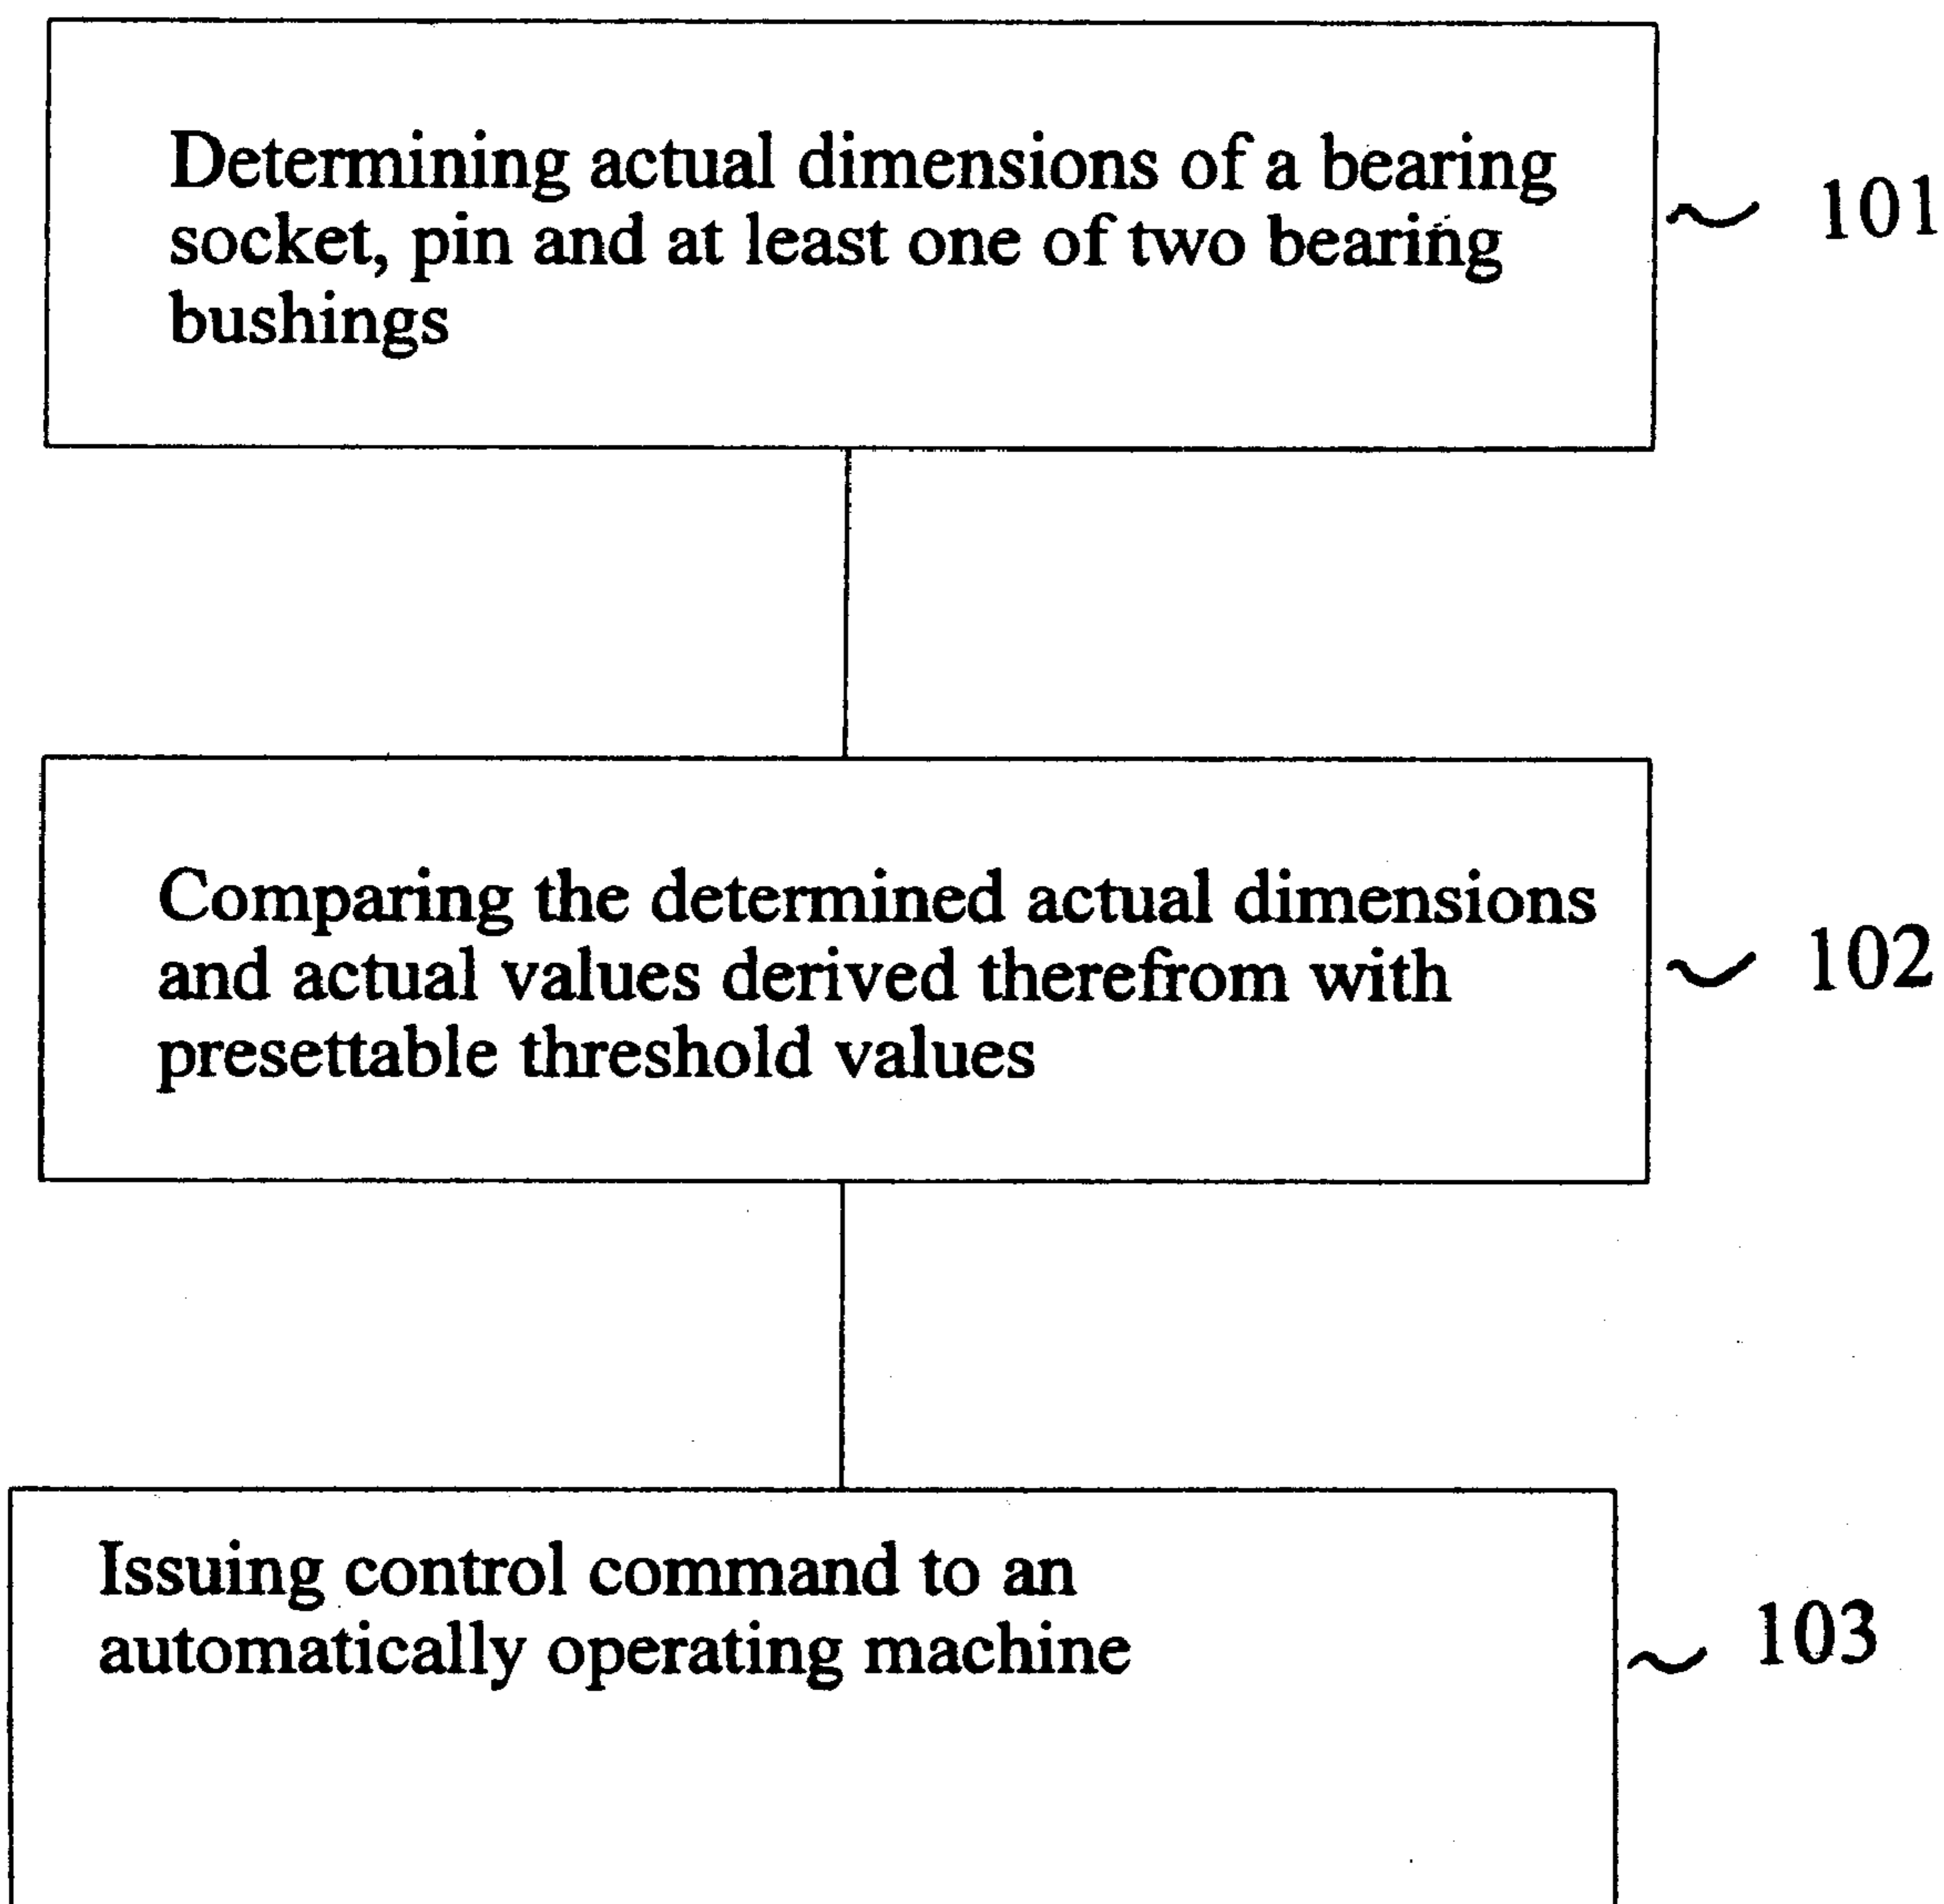 Determining actual dimensions of a bearing
socket, pin and at least one of two bearing
bushings
101
Comparing the determined actual dimensions
and actual values derived therefrom with
presettable threshold values
102
Issuing control command to an
automatically operating machine
103